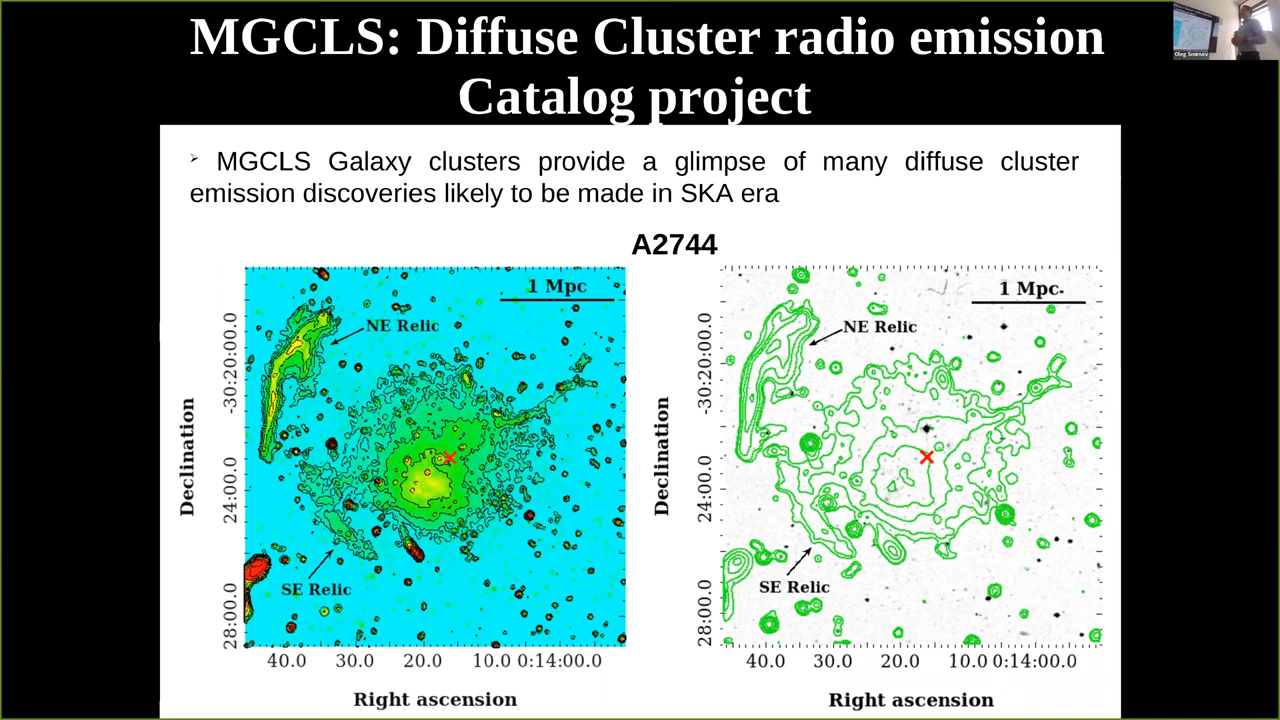 MGCLS: Diffuse Cluster radio emission
Catalog project
➢ MGCLS Galaxy clusters provide a glimpse of many diffuse cluster
emission discoveries likely to be made in SKA era
A2744
1 Mpc
NE Relic
SE Relic
Declination
-30:20:00.0
24:00.0
28:00.0
40.0 30.0 20.0 10.0 0:14:00.0
Right ascension
1 Mpc
NE Relic
SE Relic
Declination
-30:20:00.0
24:00.0
28:00.0
40.0 30.0 20.0 10.0 0:14:00.0
Right ascension
Oleg Smirnov